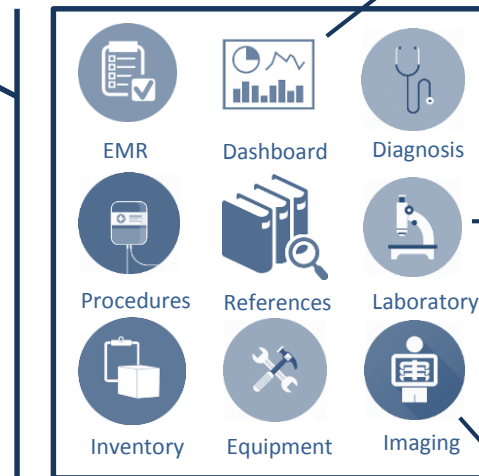 EMR
Dashboard
Diagnosis
Procedures
References
Laboratory
Inventory
Equipment
Imaging